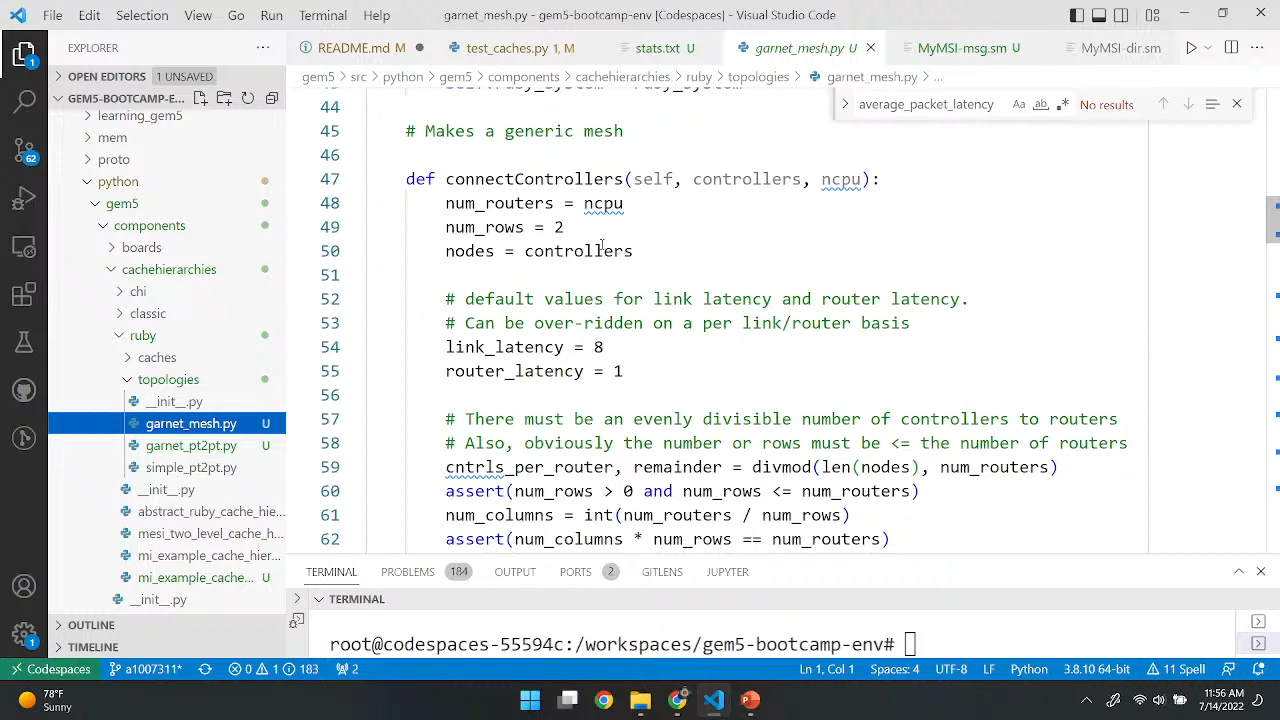 File Edit Selection View Go Run Terminal Help garnet_mesh.py - gem5-bootcamp-env [Codespaces] - Visual Studio Code
EXPLORER
README.md M
test_caches.py 1, M
stats.txt U
garnet_mesh.py U
MyMSI-msg.sm U
MyMSI-dir.sm
OPEN EDITORS 1 UNSAVED
gem5 > src > python > gem5 > components > cachehierarchies > ruby > topologies > garnet_mesh.py > ...
GEM5-BOOTCAMP-E...
average_packet_latency Aa ab .* No results
learning_gem5
mem
proto
python
gem5
components
boards
cachehierarchies
chi
classic
ruby
caches
topologies
__init__.py
garnet_mesh.py U
garnet_pt2pt.py U
simple_pt2pt.py
__init__.py
abstract_ruby_cache_hie...
mesi_two_level_cache_h...
mi_example_cache_hier...
mi_example_cache... U
__init__.py
OUTLINE
TIMELINE
44
45 # Makes a generic mesh
46
47 def connectControllers(self, controllers, ncpu):
48 num_routers = ncpu
49 num_rows = 2
50 nodes = controllers
51
52 # default values for link latency and router latency.
53 # Can be over-ridden on a per link/router basis
54 link_latency = 8
55 router_latency = 1
56
57 # There must be an evenly divisible number of controllers to routers
58 # Also, obviously the number or rows must be <= the number of routers
59 cntrls_per_router, remainder = divmod(len(nodes), num_routers)
60 assert(num_rows > 0 and num_rows <= num_routers)
61 num_columns = int(num_routers / num_rows)
62 assert(num_columns * num_rows == num_routers)
TERMINAL PROBLEMS 184 OUTPUT PORTS 2 GITLENS JUPYTER
TERMINAL
root@codespaces-55594c:/workspaces/gem5-bootcamp-env#
1
62
1
Codespaces a1007311* 0 1 183 2 Ln 1, Col 1 Spaces: 4 UTF-8 LF Python 3.8.10 64-bit 11 Spell
78°F
Sunny
11:56 AM
7/14/2022